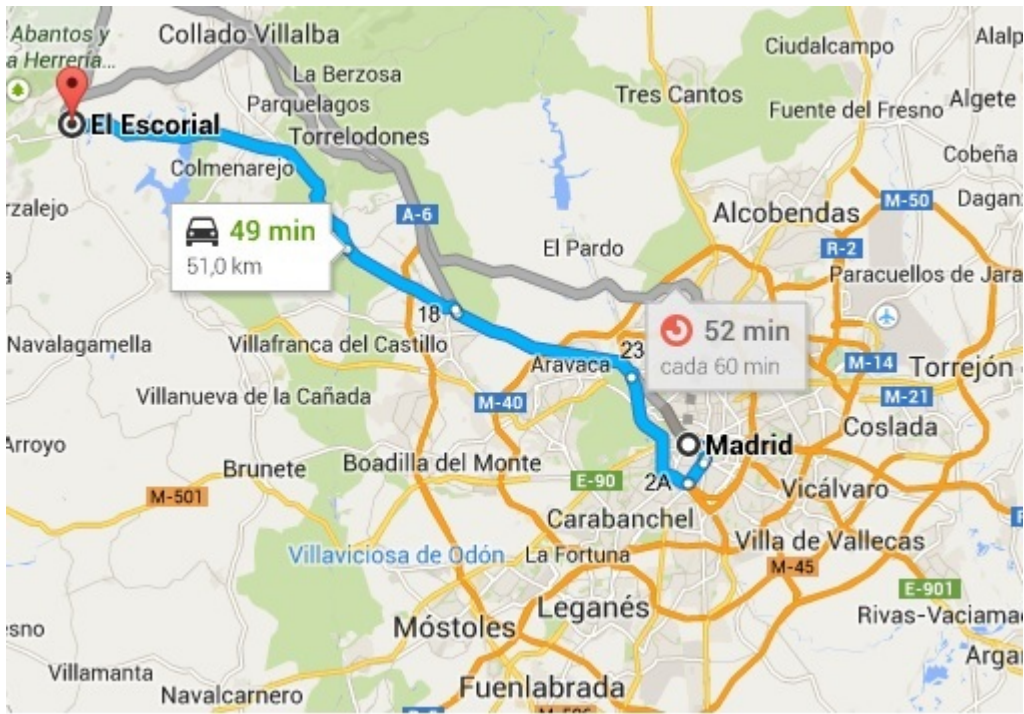 Abantos y
a Herrería...
Collado Villalba
Ciudalcampo
Alalp
La Berzosa
Parquelagos
Tres Cantos
Fuente del Fresno
Algete
El Escorial
Torrelodones
Colmenarejo
Cobeña
rzalejo
A-6
Alcobendas
M-50
Dagan
49 min
51,0 km
El Pardo
R-2
Paracuellos de Jara
18
52 min
cada 60 min
Navalagamella
Villafranca del Castillo
Aravaca
23
M-14
Torrejón
Villanueva de la Cañada
M-40
M-21
Coslada
Arroyo
Madrid
Brunete
Boadilla del Monte
E-90
2A
Vicálvaro
M-501
Carabanchel
Villaviciosa de Odón
La Fortuna
Villa de Vallecas
M-45
E-901
esno
Leganés
Rivas-Vaciamad
Móstoles
Argan
Villamanta
Navalcarnero
Fuenlabrada